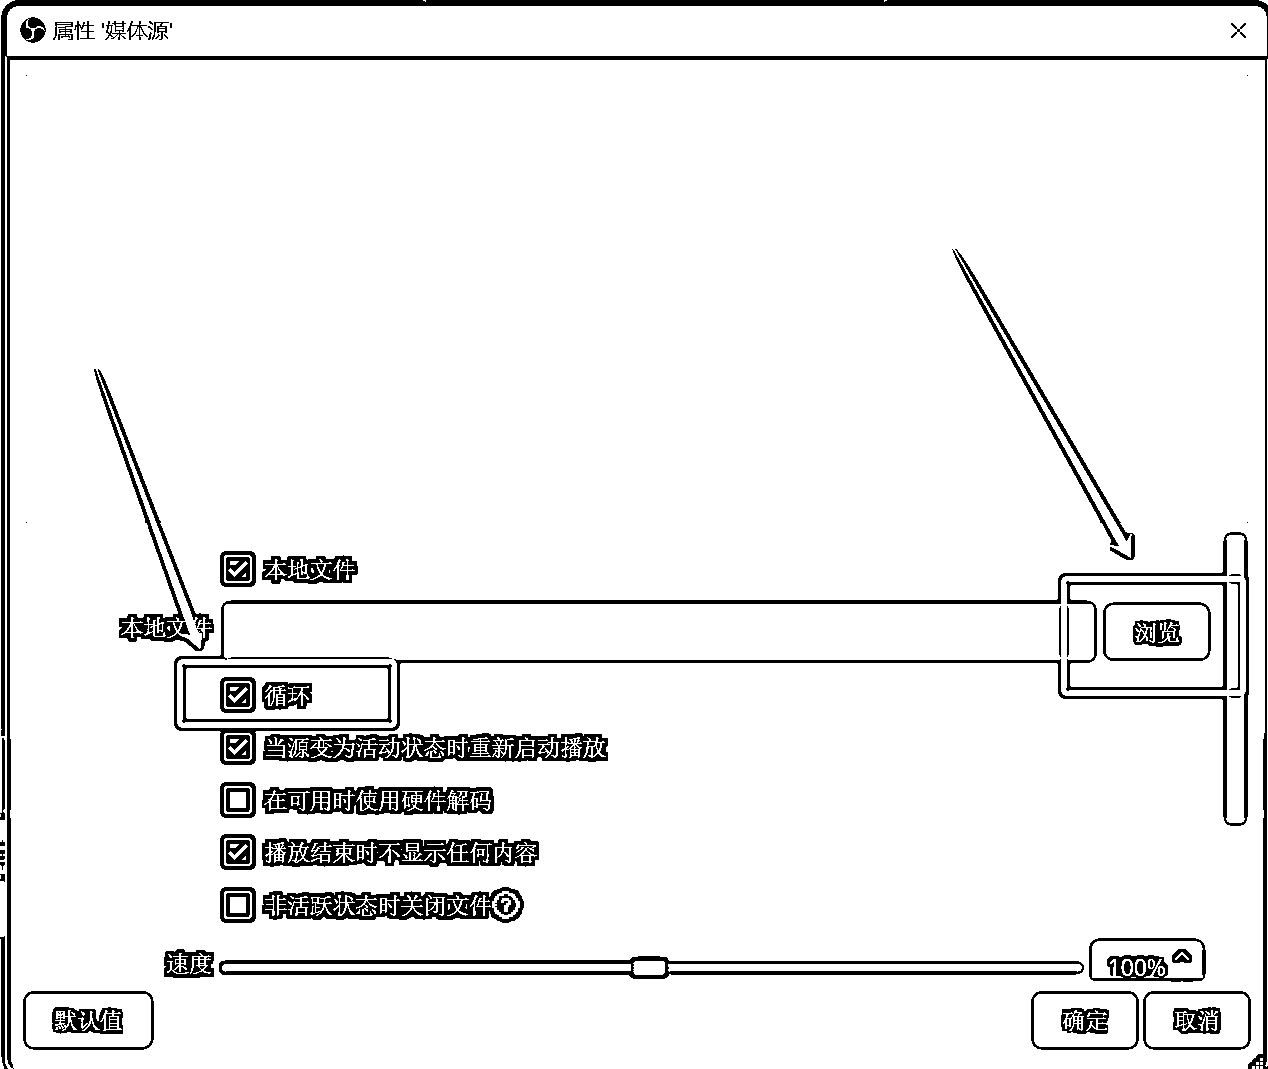 属性 '媒体源'
本地文件
本地文件
浏览
循环
当源变为活动状态时重新启动播放
在可用时使用硬件解码
播放结束时不显示任何内容
非活跃状态时关闭文件?
速度
100%
默认值
确定
取消